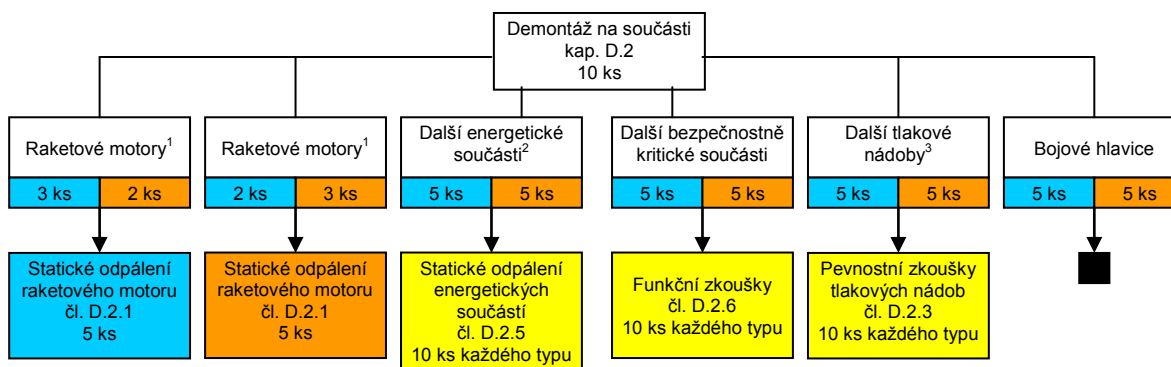 Demontáž na součásti
kap. D.2
10 ks
Raketové motory1
3 ks
2 ks
Raketové motory1
2 ks
3 ks
Další energetické
součásti2
5 ks
5 ks
Další bezpečnostně
kritické součásti
5 ks
5 ks
Další tlakové
nádoby3
5 ks
5 ks
Bojové hlavice
5 ks
5 ks
Statické odpálení
raketového motoru
čl. D.2.1
5 ks
Statické odpálení
raketového motoru
čl. D.2.1
5 ks
Statické odpálení
energetických
součástí
čl. D.2.5
10 ks každého typu
Funkční zkoušky
čl. D.2.6
10 ks každého typu
Pevnostní zkoušky
tlakových nádob
čl. D.2.3
10 ks každého typu